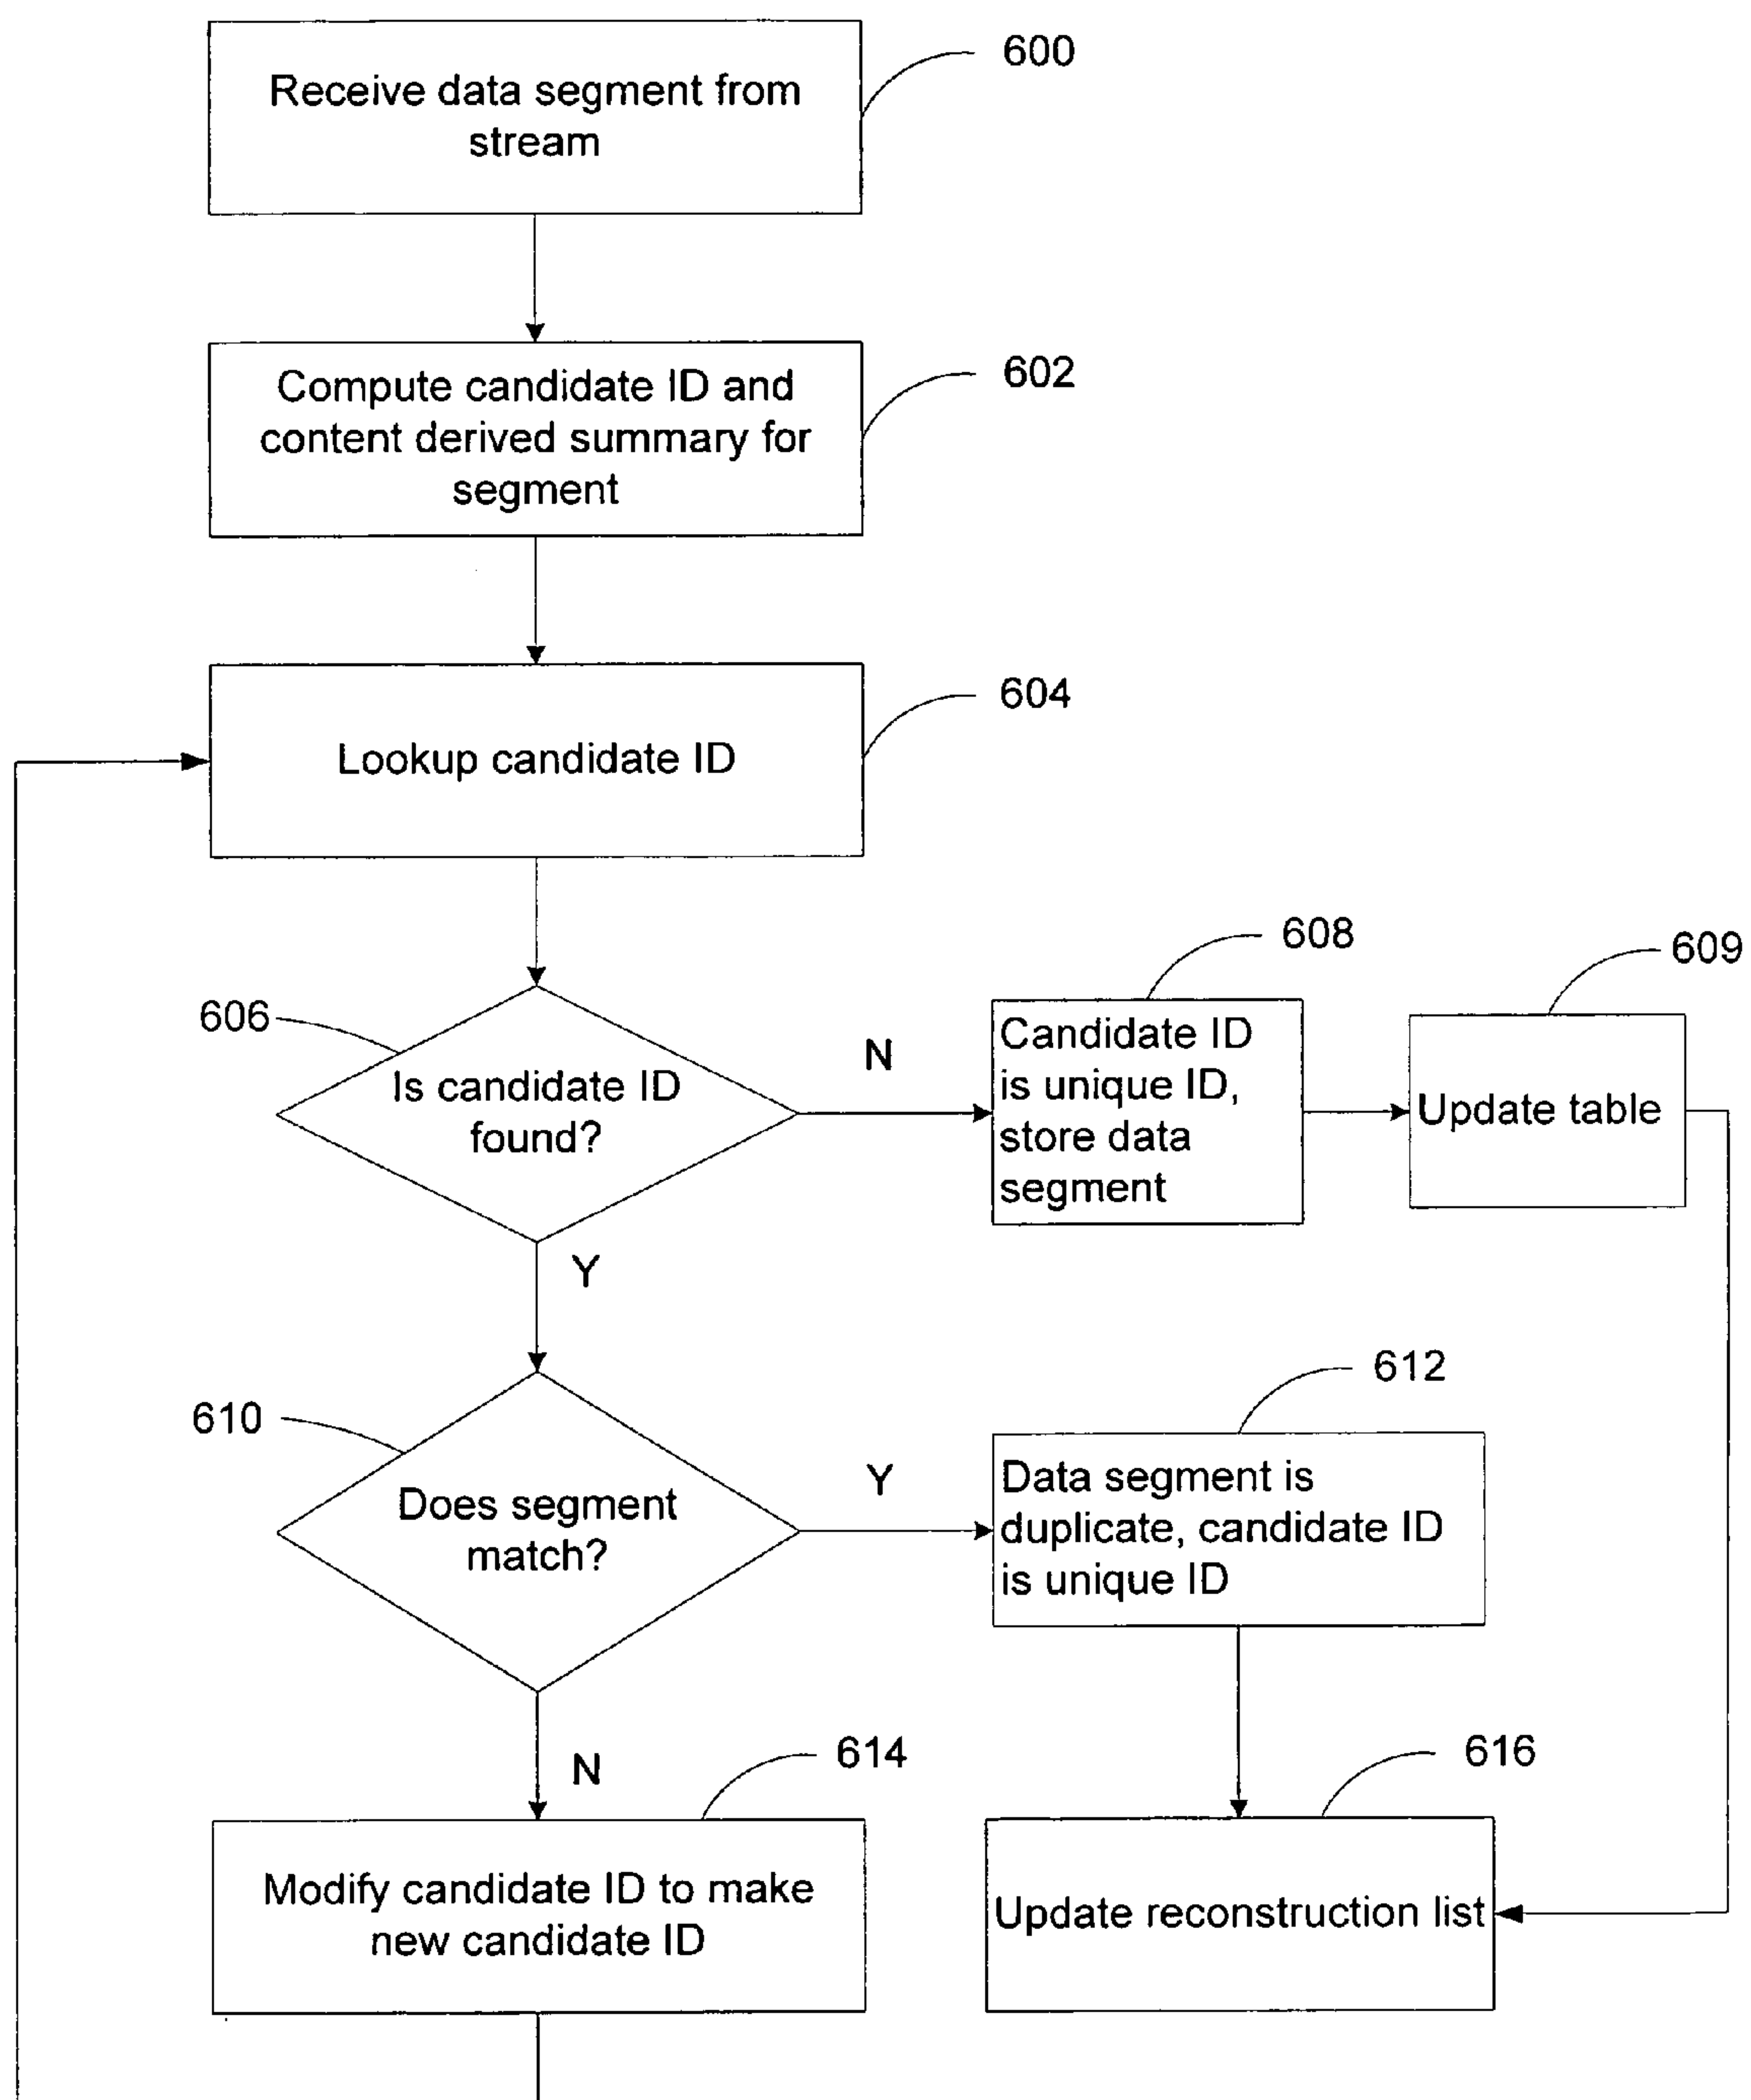 Receive data segment from
stream
600
Compute candidate ID and
content derived summary for
segment
602
Lookup candidate ID
604
606
Is candidate ID
found?
N
Y
608
Candidate ID
is unique ID,
store data
segment
609
Update table
610
Does segment
match?
Y
N
612
Data segment is
duplicate, candidate ID
is unique ID
614
Modify candidate ID to make
new candidate ID
616
Update reconstruction list